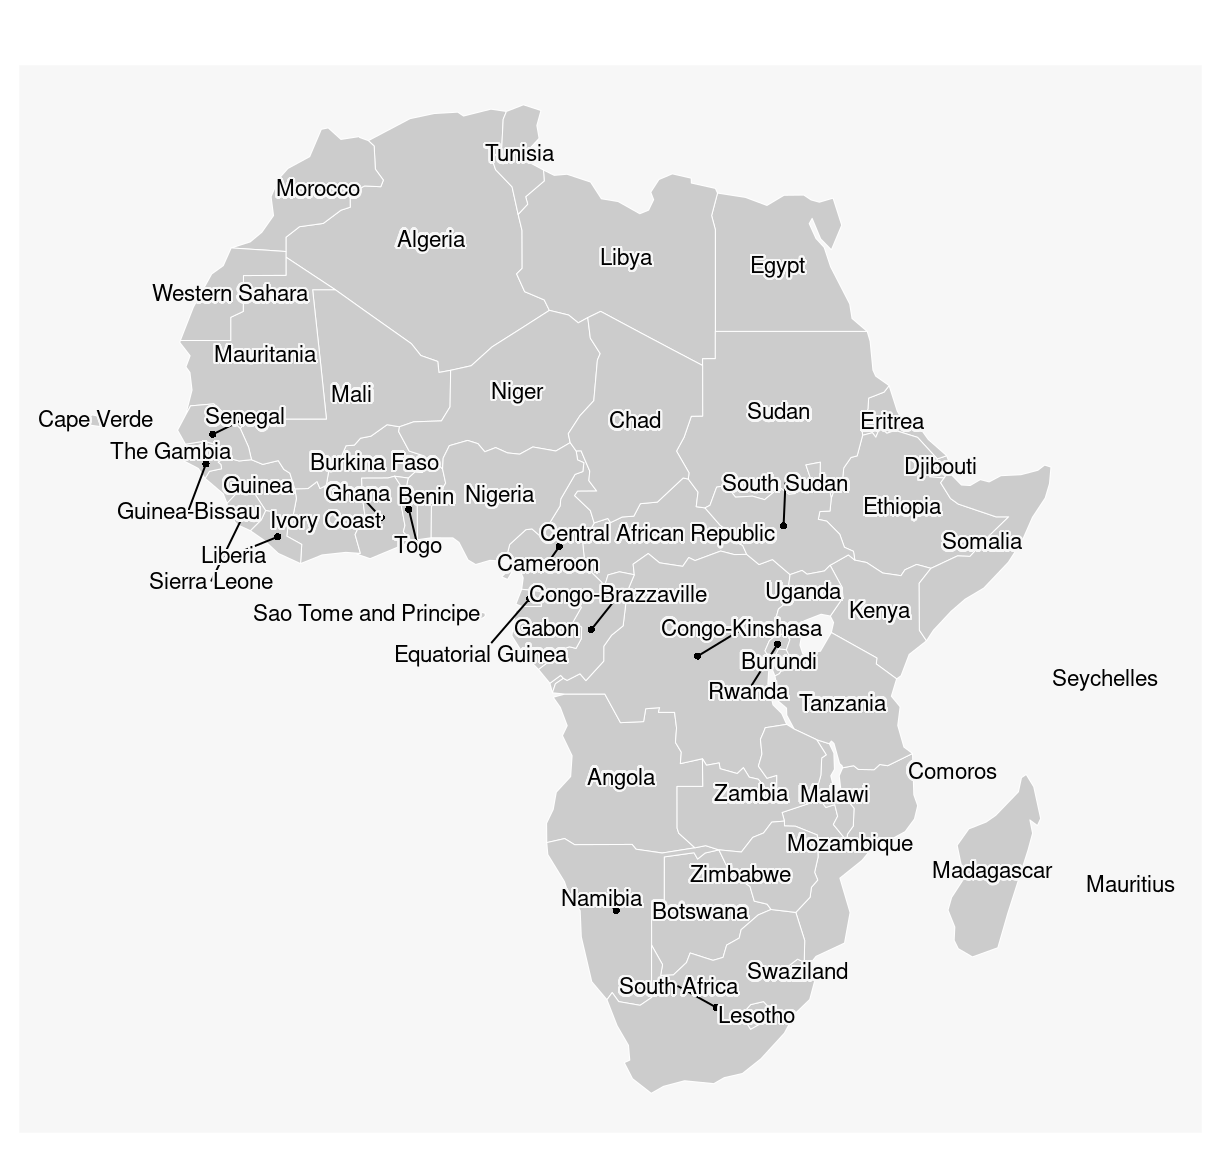 Tunisia
Morocco
Algeria
Libya
Egypt
Western Sahara
Mauritania
Mali
Niger
Chad
Sudan
Cape Verde
Senegal
Eritrea
The Gambia
Burkina Faso
Djibouti
Guinea
Ghana
Benin
Nigeria
South Sudan
Ethiopia
Guinea-Bissau
Ivory Coast
Central African Republic
Somalia
Togo
Liberia
Cameroon
Sierra Leone
Congo-Brazzaville
Uganda
Kenya
Sao Tome and Principe
Gabon
Congo-Kinshasa
Equatorial Guinea
Burundi
Seychelles
Rwanda
Tanzania
Comoros
Angola
Zambia
Malawi
Mozambique
Zimbabwe
Madagascar
Mauritius
Namibia
Botswana
Swaziland
South Africa
Lesotho